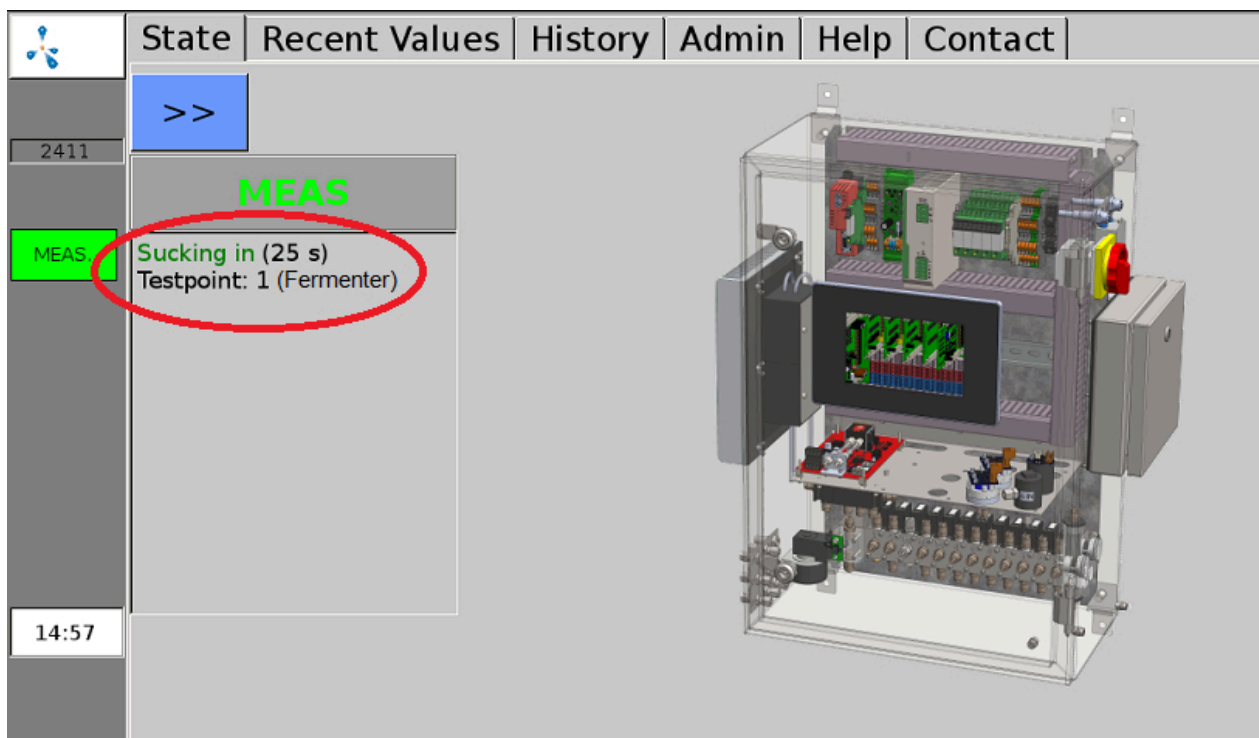 State
Recent Values
History
Admin
Help
Contact
>>
2411
MEAS
MEAS.
Sucking in (25 s)
Testpoint: 1 (Fermenter)
14:57